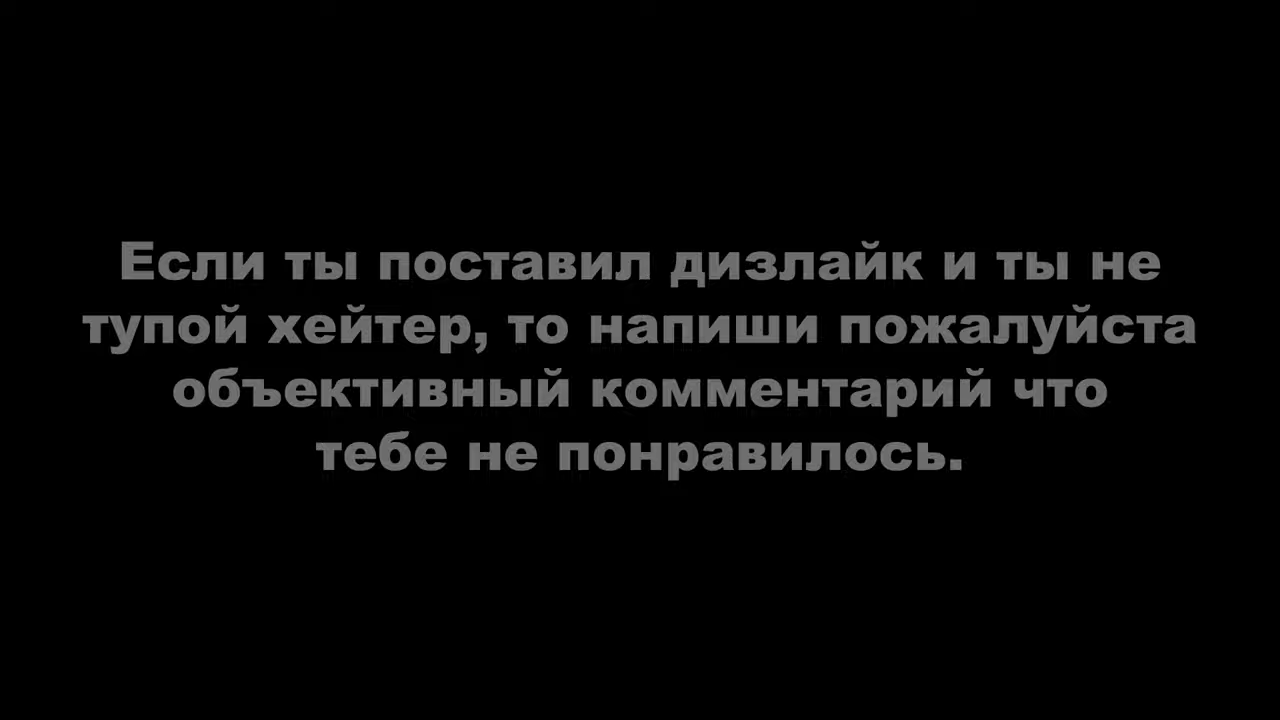 Если ты поставил дизлайк и ты не
тупой хейтер, то напиши пожалуйста
объективный комментарий что
тебе не понравилось.